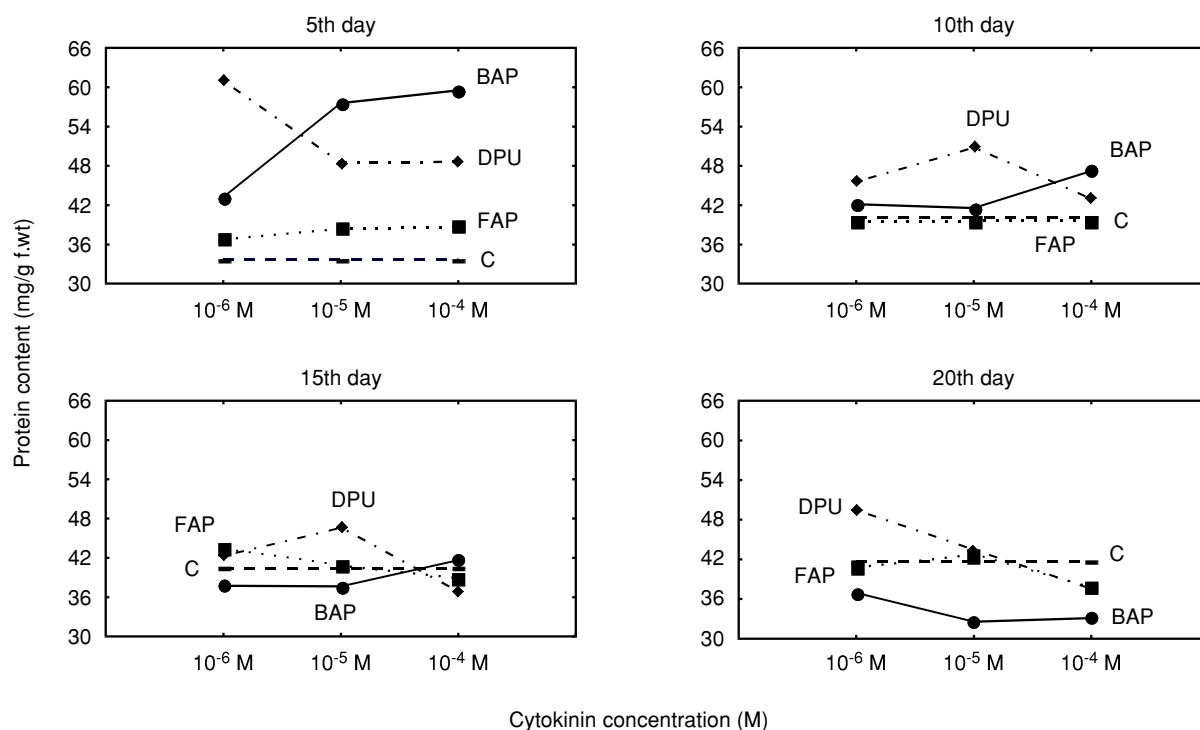 5th day
66
60
54
48
42
36
30
BAP
DPU
FAP
C
10⁻⁶ M
10⁻⁵ M
10⁻⁴ M
10th day
66
60
54
48
42
36
30
DPU
BAP
C
FAP
10⁻⁶ M
10⁻⁵ M
10⁻⁴ M
Protein content (mg/g f.wt)
15th day
66
60
54
48
42
36
30
DPU
FAP
C
BAP
10⁻⁶ M
10⁻⁵ M
10⁻⁴ M
20th day
66
60
54
48
42
36
30
DPU
C
FAP
BAP
10⁻⁶ M
10⁻⁵ M
10⁻⁴ M
Cytokinin concentration (M)